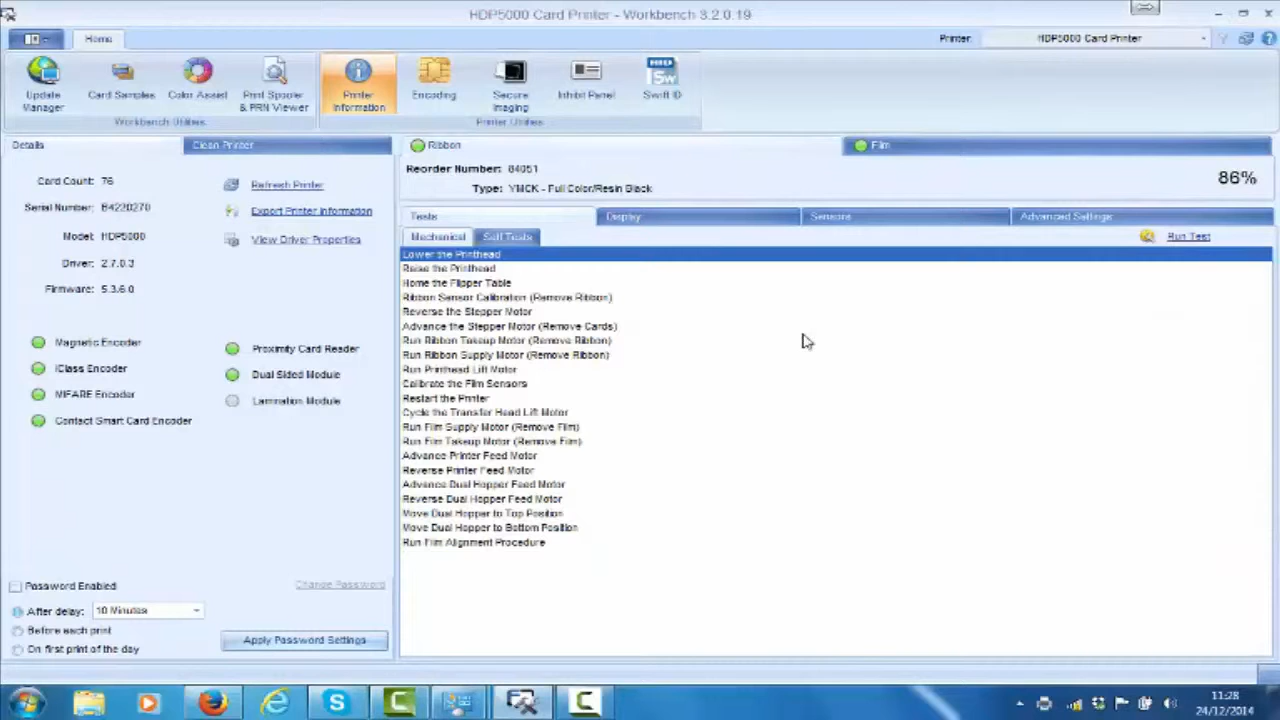 HDP5000 Card Printer - Workbench 3.2.0.19
Home
Printer: HDP5000 Card Printer
Update Manager
Card Samples
Color Assist
Print Spooler & PRN Viewer
Printer Information
Encoding
Secure Imaging
Inhibit Panel
Swift ID
Workbench Utilities
Printer Utilities
Details
Clean Printer
Card Count: 76
Serial Number: B4220270
Model: HDP5000
Driver: 2.7.0.3
Firmware: 5.3.6.0
Refresh Printer
Export Printer Information
View Driver Properties
Magnetic Encoder
iClass Encoder
MIFARE Encoder
Contact Smart Card Encoder
Proximity Card Reader
Dual Sided Module
Lamination Module
Password Enabled
Change Password
After delay: 10 Minutes
Before each print
On first print of the day
Apply Password Settings
Ribbon
Film
Reorder Number: 84051
Type: YMCK - Full Color/Resin Black
86%
Tests
Display
Sensors
Advanced Settings
Mechanical
Self Tests
Run Test
Lower the Printhead
Raise the Printhead
Home the Flipper Table
Ribbon Sensor Calibration (Remove Ribbon)
Reverse the Stepper Motor
Advance the Stepper Motor (Remove Cards)
Run Ribbon Takeup Motor (Remove Ribbon)
Run Ribbon Supply Motor (Remove Ribbon)
Run Printhead Lift Motor
Calibrate the Film Sensors
Restart the Printer
Cycle the Transfer Head Lift Motor
Run Film Supply Motor (Remove Film)
Run Film Takeup Motor (Remove Film)
Advance Printer Feed Motor
Reverse Printer Feed Motor
Advance Dual Hopper Feed Motor
Reverse Dual Hopper Feed Motor
Move Dual Hopper to Top Position
Move Dual Hopper to Bottom Position
Run Film Alignment Procedure
11:28
24/12/2014